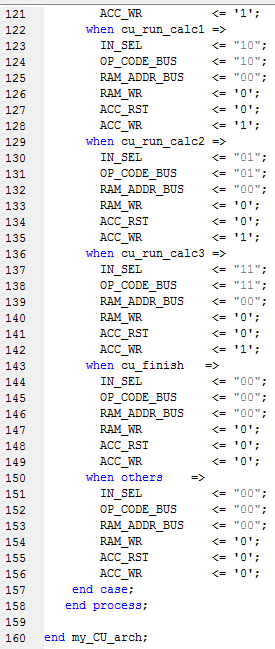 121 ACC_WR <= '1';
122 when cu_run_calc1 =>
123 IN_SEL <= "10";
124 OP_CODE_BUS <= "10";
125 RAM_ADDR_BUS <= "00";
126 RAM_WR <= '0';
127 ACC_RST <= '0';
128 ACC_WR <= '1';
129 when cu_run_calc2 =>
130 IN_SEL <= "01";
131 OP_CODE_BUS <= "01";
132 RAM_ADDR_BUS <= "00";
133 RAM_WR <= '0';
134 ACC_RST <= '0';
135 ACC_WR <= '1';
136 when cu_run_calc3 =>
137 IN_SEL <= "11";
138 OP_CODE_BUS <= "11";
139 RAM_ADDR_BUS <= "00";
140 RAM_WR <= '0';
141 ACC_RST <= '0';
142 ACC_WR <= '1';
143 when cu_finish =>
144 IN_SEL <= "00";
145 OP_CODE_BUS <= "00";
146 RAM_ADDR_BUS <= "00";
147 RAM_WR <= '0';
148 ACC_RST <= '0';
149 ACC_WR <= '0';
150 when others =>
151 IN_SEL <= "00";
152 OP_CODE_BUS <= "00";
153 RAM_ADDR_BUS <= "00";
154 RAM_WR <= '0';
155 ACC_RST <= '0';
156 ACC_WR <= '0';
157 end case;
158 end process;
159
160 end my_CU_arch;